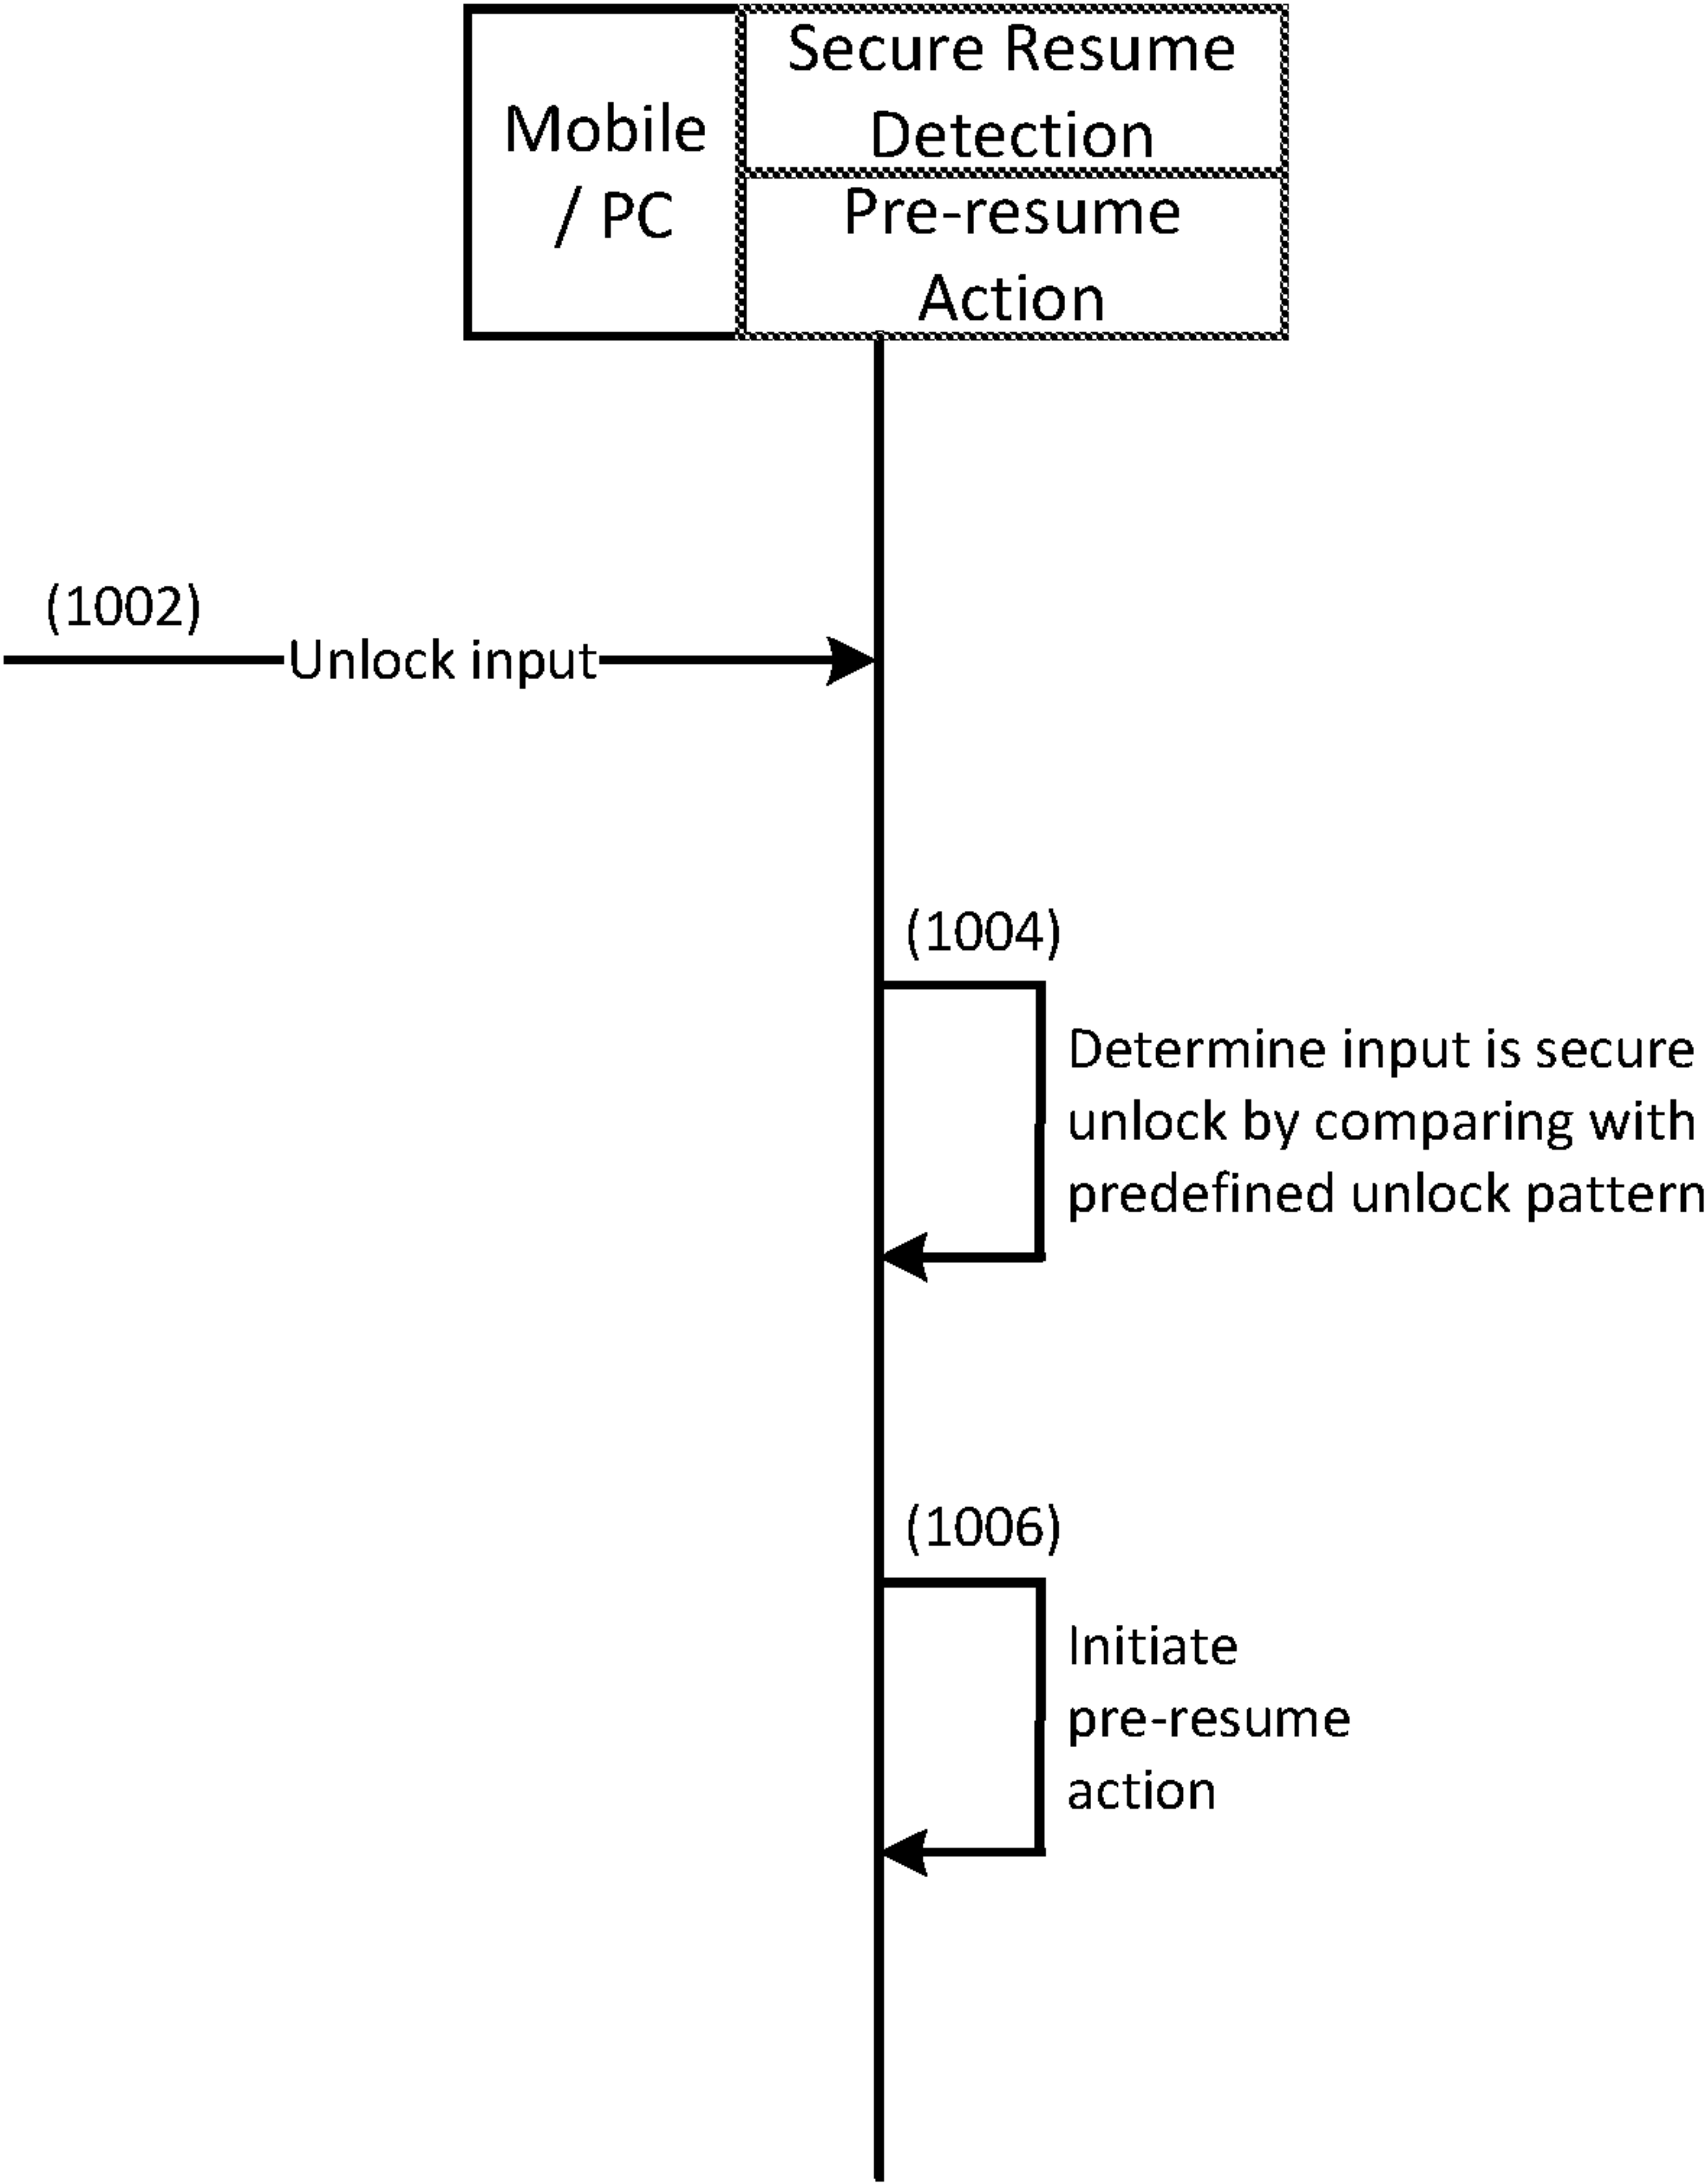 Mobile
/ PC
Secure Resume
Detection
Pre-resume
Action
(1002)
Unlock input
(1004)
Determine input is secure
unlock by comparing with
predefined unlock pattern
(1006)
Initiate
pre-resume
action